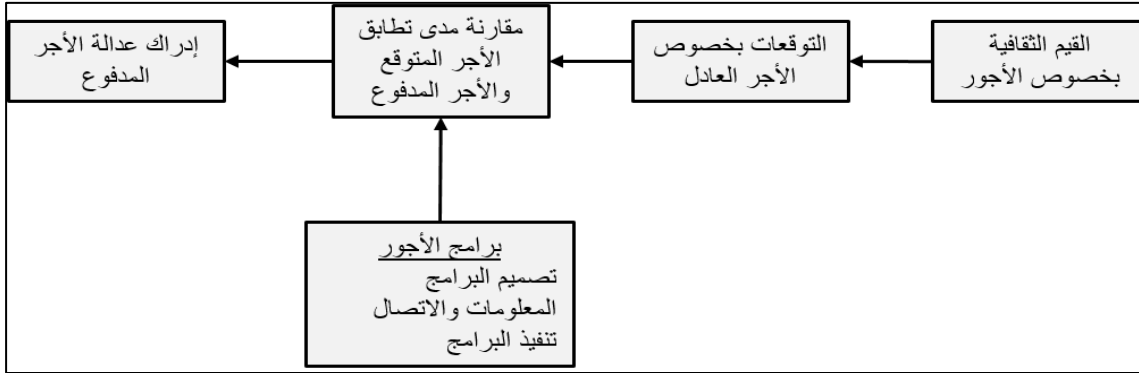 القيم الثقافية
بخصوص الأجور
التوقعات بخصوص
الأجر العادل
مقارنة مدى تطابق
الأجر المتوقع
والأجر المدفوع
إدراك عدالة الأجر
المدفوع
برامج الأجور
تصميم البرامج
المعلومات والاتصال
تنفيذ البرامج